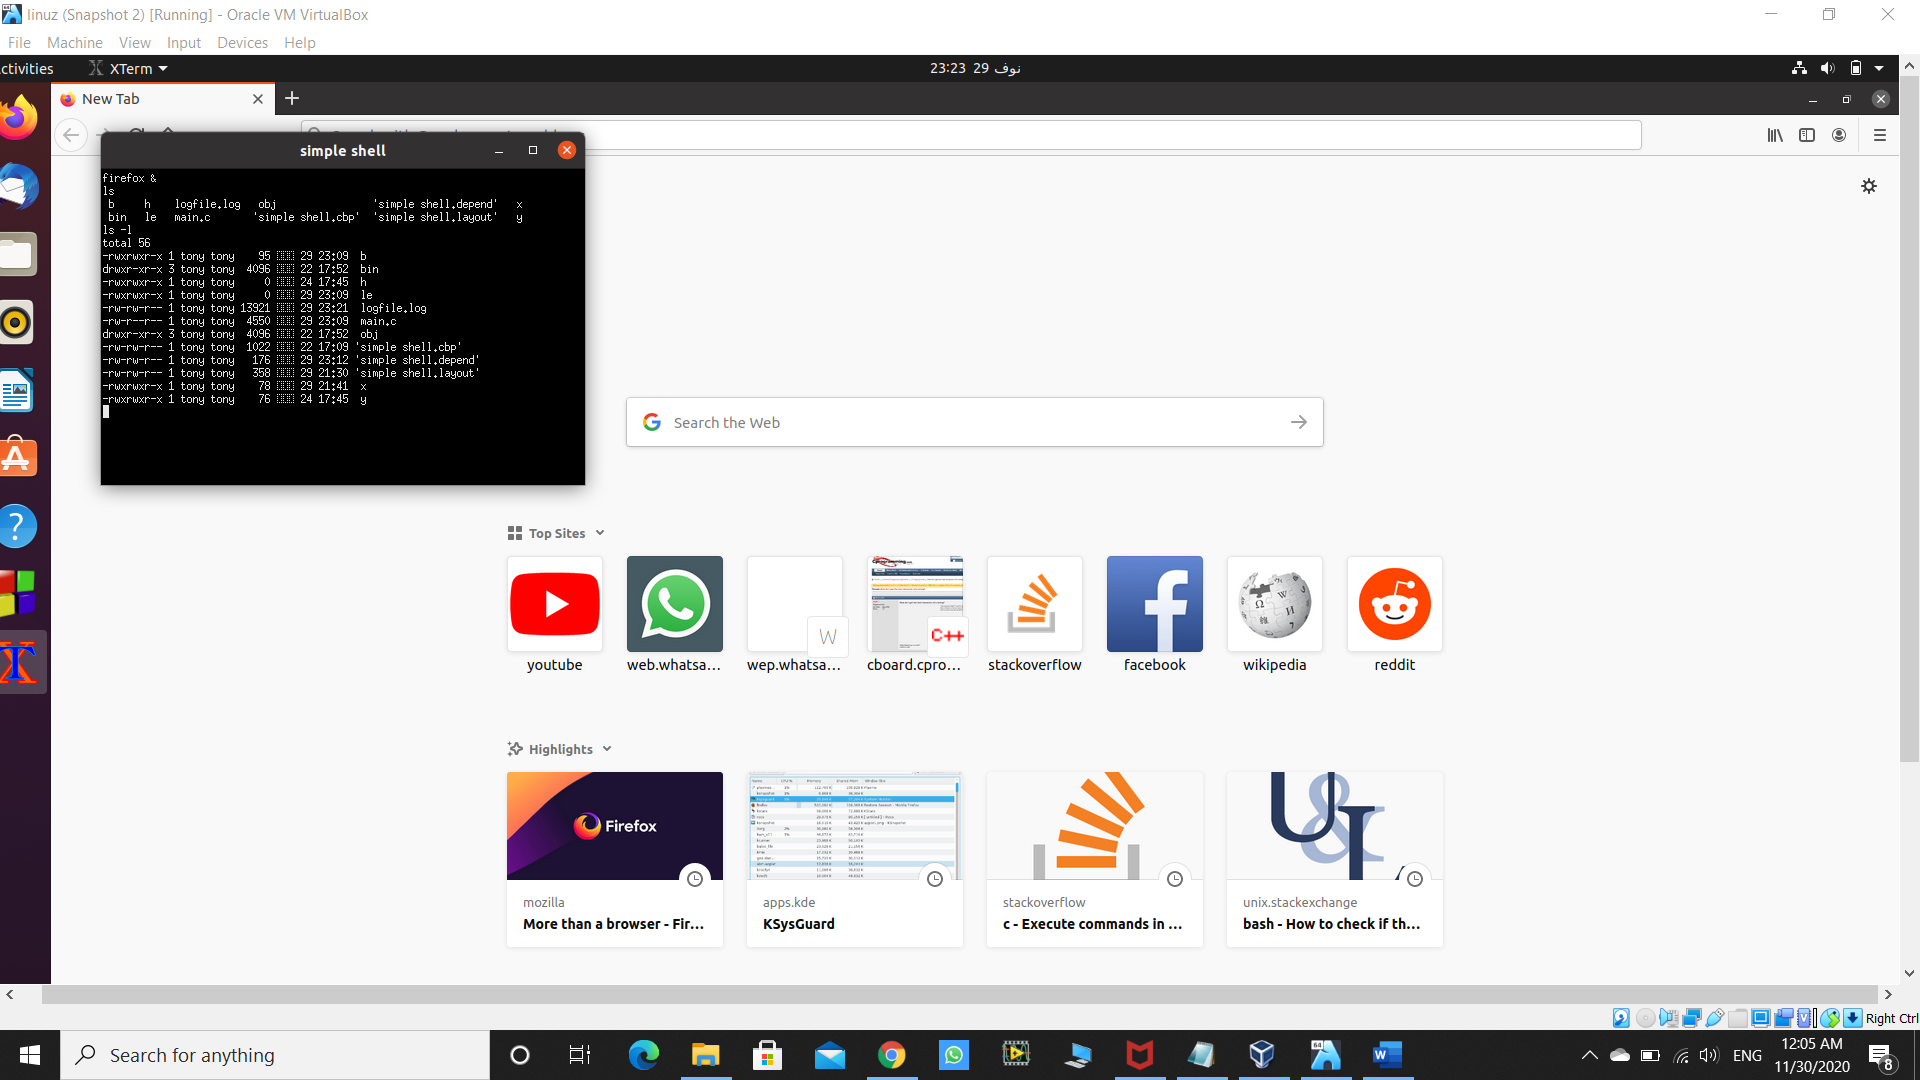 linuz (Snapshot 2) [Running] - Oracle VM VirtualBox
File Machine View Input Devices Help
ctivities XTerm 23:23 29 نوف
New Tab
simple shell
firefox &
ls
b h logfile.log obj 'simple shell.depend' x
bin le main.c 'simple shell.cbp' 'simple shell.layout' y
ls -l
total 56
-rwxrwxr-x 1 tony tony 95 29 23:09 b
drwxr-xr-x 3 tony tony 4096 22 17:52 bin
-rwxrwxr-x 1 tony tony 0 24 17:45 h
-rwxrwxr-x 1 tony tony 0 29 23:09 le
-rw-rw-r-- 1 tony tony 13921 29 23:21 logfile.log
-rw-r--r-- 1 tony tony 4550 29 23:09 main.c
drwxr-xr-x 3 tony tony 4096 22 17:52 obj
-rw-rw-r-- 1 tony tony 1022 22 17:09 'simple shell.cbp'
-rw-rw-r-- 1 tony tony 176 29 23:12 'simple shell.depend'
-rw-rw-r-- 1 tony tony 358 29 21:30 'simple shell.layout'
-rwxrwxr-x 1 tony tony 78 29 21:41 x
-rwxrwxr-x 1 tony tony 76 24 17:45 y
Search the Web
Top Sites
W
C++
youtube web.whatsa... wep.whatsa... cboard.cpro... stackoverflow facebook wikipedia reddit
Highlights
Firefox
U&L
mozilla
More than a browser - Fir...
apps.kde
KSysGuard
stackoverflow
c - Execute commands in ...
unix.stackexchange
bash - How to check if th...
Right Ctrl
Search for anything
ENG
12:05 AM
11/30/2020
8